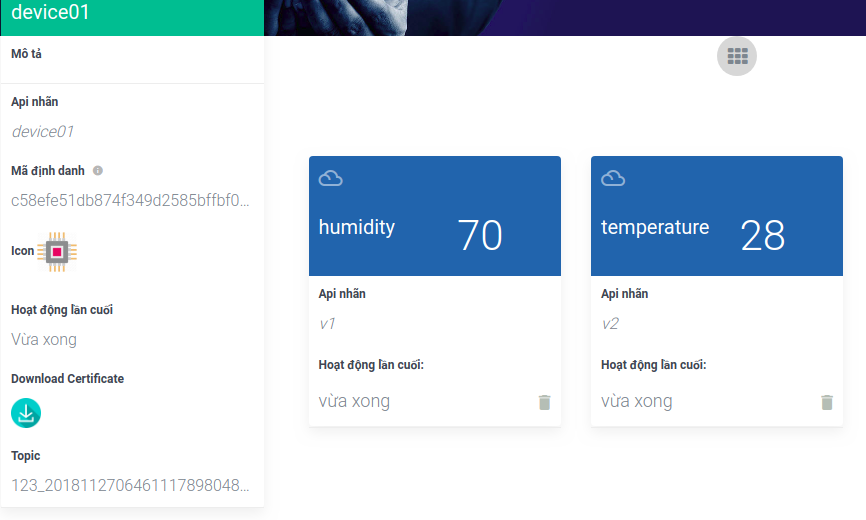 device01
Mô tả
Api nhãn
device01
Mã định danh
c58efe51db874f349d2585bffbf0...
Icon
Hoạt động lần cuối
Vừa xong
Download Certificate
Topic
123_2018112706461117898048...
humidity 70
Api nhãn
v1
Hoạt động lần cuối:
vừa xong
temperature 28
Api nhãn
v2
Hoạt động lần cuối:
vừa xong